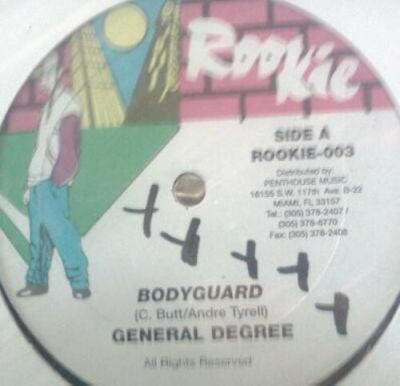 Rookie
SIDE A
ROOKIE-003
Distributed by:
PENTHOUSE MUSIC
16155 S.W. 117th Ave. B-22
MIAMI, FL 33157
Tel.: (305) 378-2407 /
(305) 378-6770
Fax: (305) 378-2408
BODYGUARD
(C. Butt/Andre Tyrell)
GENERAL DEGREE
All Rights Reserved